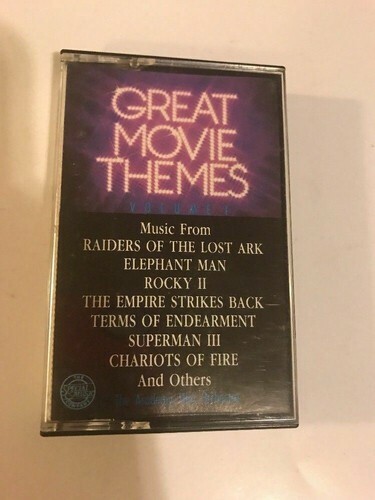 GREAT
MOVIE
THEMES
VOLUME I
Music From
RAIDERS OF THE LOST ARK
ELEPHANT MAN
ROCKY II
THE EMPIRE STRIKES BACK
TERMS OF ENDEARMENT
SUPERMAN III
CHARIOTS OF FIRE
And Others